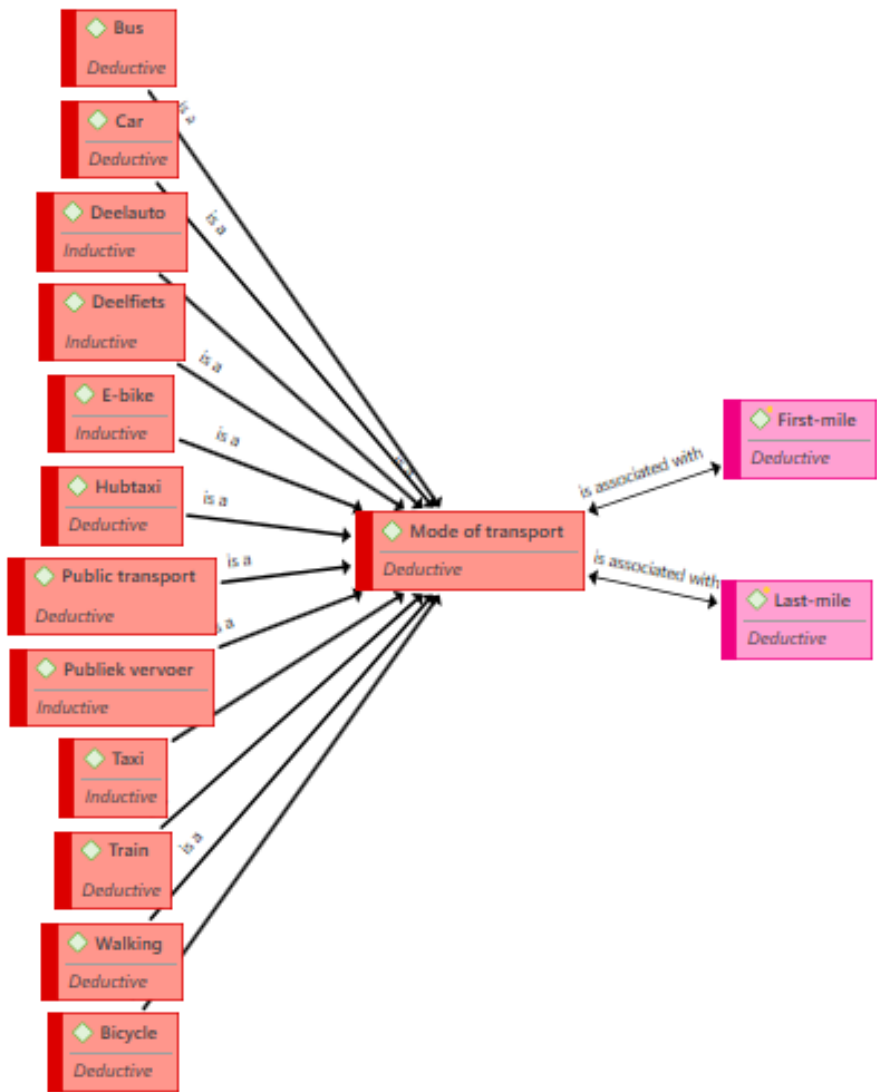 Bus
Deductive
is a
Car
Deductive
Deelauto
Inductive
is a
Deelfiets
Inductive
is a
E-bike
Inductive
is a
Hubtaxi
Deductive
is a
Public transport
Deductive
is a
Publiek vervoer
Inductive
Taxi
Inductive
Train
Deductive
is a
Walking
Deductive
Bicycle
Deductive
Mode of transport
Deductive
is associated with
First-mile
Deductive
is associated with
Last-mile
Deductive